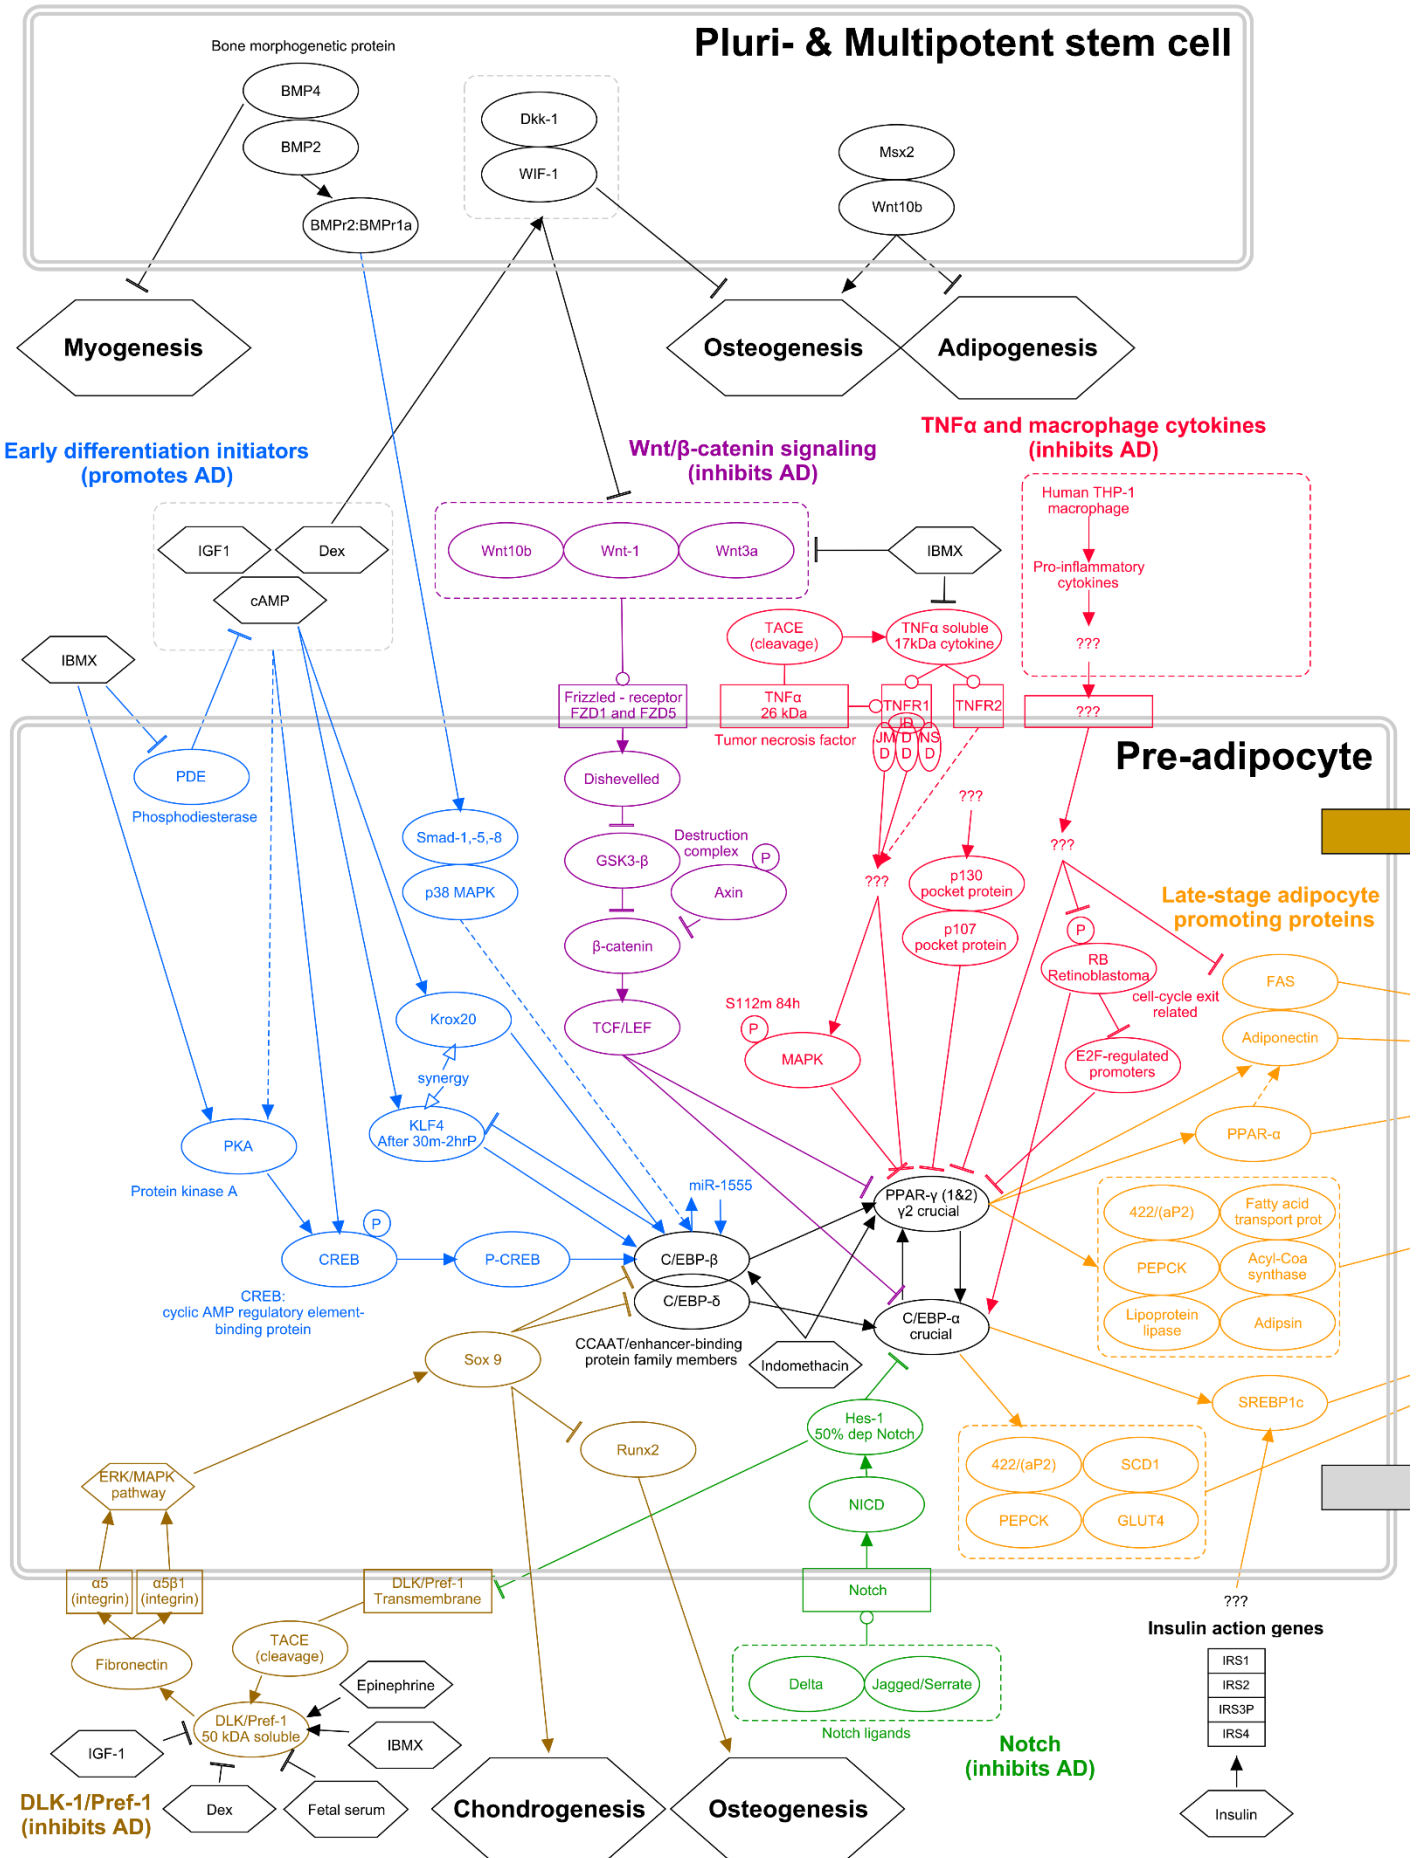 Pluri- & Multipotent stem cell
Bone morphogenetic protein
BMP4
BMP2
BMPr2:BMPr1a
Dkk-1
WIF-1
Msx2
Wnt10b
Myogenesis
Osteogenesis
Adipogenesis
Early differentiation initiators
(promotes AD)
Wnt/β-catenin signaling
(inhibits AD)
TNFα and macrophage cytokines
(inhibits AD)
IGF1
Dex
cAMP
IBMX
Wnt10b
Wnt-1
Wnt3a
IBMX
Human THP-1
macrophage
Pro-inflammatory
cytokines
???
???
TACE
(cleavage)
TNFα soluble
17kDa cytokine
TNFα
26 kDa
Tumor necrosis factor
TNFR1
TNFR2
ID
JM
D
D
D
NS
D
Frizzled - receptor
FZD1 and FZD5
Pre-adipocyte
PDE
Phosphodiesterase
Dishevelled
GSK3-β
Destruction
complex
P
Axin
β-catenin
TCF/LEF
Smad-1,-5,-8
p38 MAPK
Krox20
synergy
KLF4
After 30m-2hrP
PKA
Protein kinase A
P
CREB
P-CREB
CREB:
cyclic AMP regulatory element-
binding protein
miR-1555
C/EBP-β
C/EBP-δ
CCAAT/enhancer-binding
protein family members
Indomethacin
PPAR-γ (1&2)
γ2 crucial
C/EBP-α
crucial
???
???
???
p130
pocket protein
p107
pocket protein
S112m 84h
P
MAPK
P
RB
Retinoblastoma
cell-cycle exit
related
E2F-regulated
promoters
Late-stage adipocyte
promoting proteins
FAS
Adiponectin
PPAR-α
422/(aP2)
Fatty acid
transport prot
PEPCK
Acyl-Coa
synthase
Lipoprotein
lipase
Adipsin
SREBP1c
422/(aP2)
SCD1
PEPCK
GLUT4
Sox 9
Runx2
ERK/MAPK
pathway
α5
(integrin)
α5β1
(integrin)
Fibronectin
DLK/Pref-1
Transmembrane
TACE
(cleavage)
DLK/Pref-1
50 kDA soluble
Epinephrine
IBMX
IGF-1
Dex
Fetal serum
DLK-1/Pref-1
(inhibits AD)
Chondrogenesis
Osteogenesis
Hes-1
50% dep Notch
NICD
Notch
Delta
Jagged/Serrate
Notch ligands
Notch
(inhibits AD)
???
Insulin action genes
IRS1
IRS2
IRS3P
IRS4
Insulin